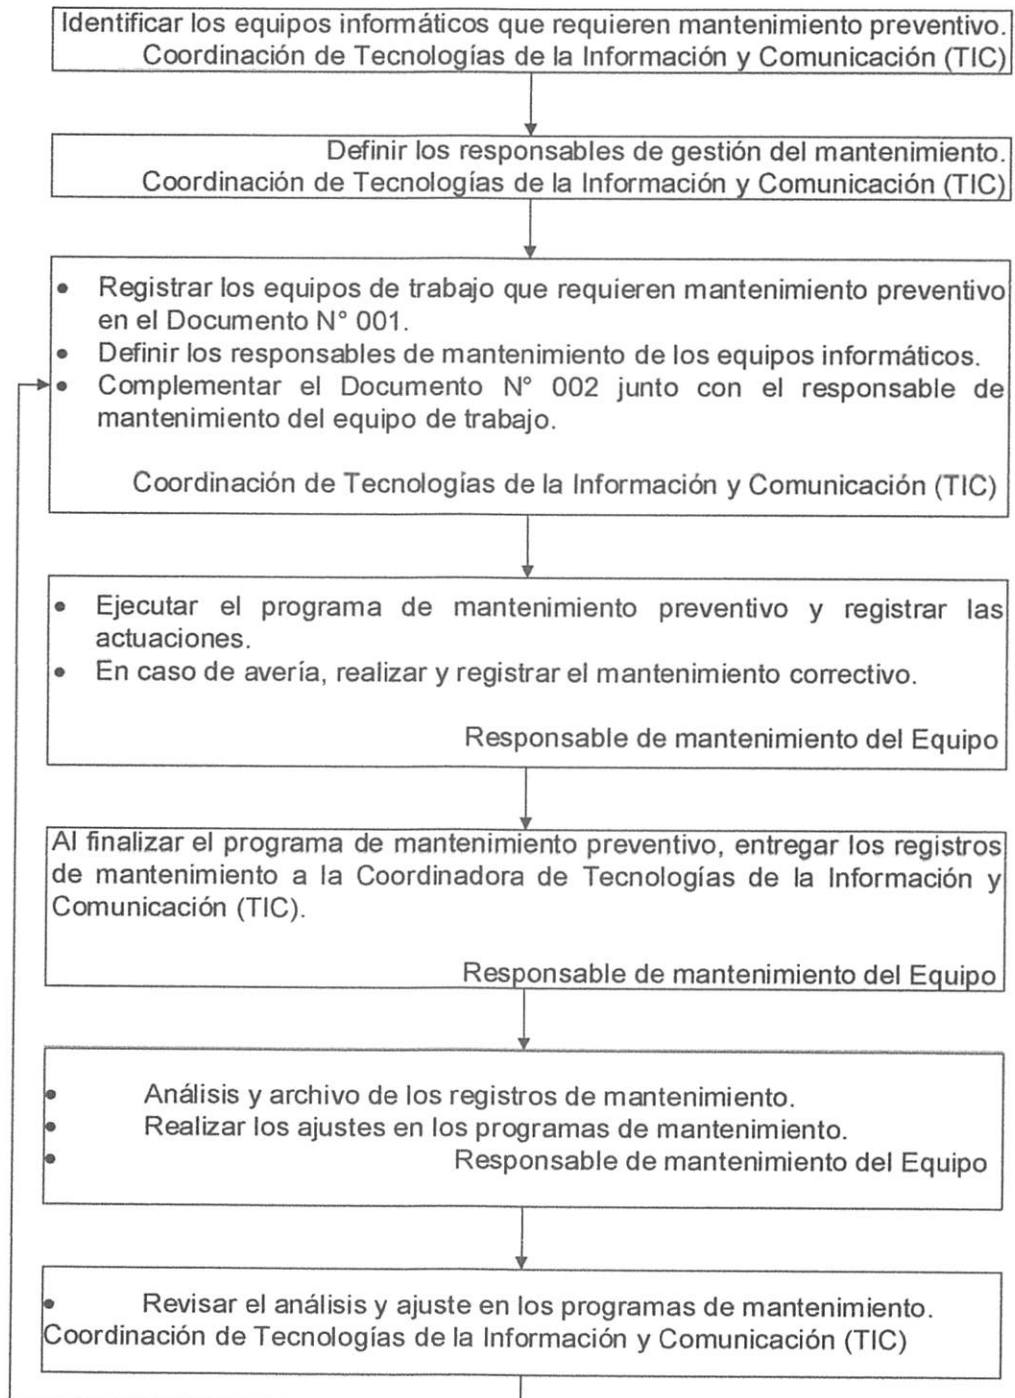 Identificar los equipos informáticos que requieren mantenimiento preventivo.
Coordinación de Tecnologías de la Información y Comunicación (TIC)
Definir los responsables de gestión del mantenimiento.
Coordinación de Tecnologías de la Información y Comunicación (TIC)
• Registrar los equipos de trabajo que requieren mantenimiento preventivo
en el Documento N° 001.
• Definir los responsables de mantenimiento de los equipos informáticos.
• Complementar el Documento N° 002 junto con el responsable de
mantenimiento del equipo de trabajo.
Coordinación de Tecnologías de la Información y Comunicación (TIC)
• Ejecutar el programa de mantenimiento preventivo y registrar las
actuaciones.
• En caso de avería, realizar y registrar el mantenimiento correctivo.
Responsable de mantenimiento del Equipo
Al finalizar el programa de mantenimiento preventivo, entregar los registros
de mantenimiento a la Coordinadora de Tecnologías de la Información y
Comunicación (TIC).
Responsable de mantenimiento del Equipo
• Análisis y archivo de los registros de mantenimiento.
• Realizar los ajustes en los programas de mantenimiento.
• Responsable de mantenimiento del Equipo
• Revisar el análisis y ajuste en los programas de mantenimiento.
Coordinación de Tecnologías de la Información y Comunicación (TIC)